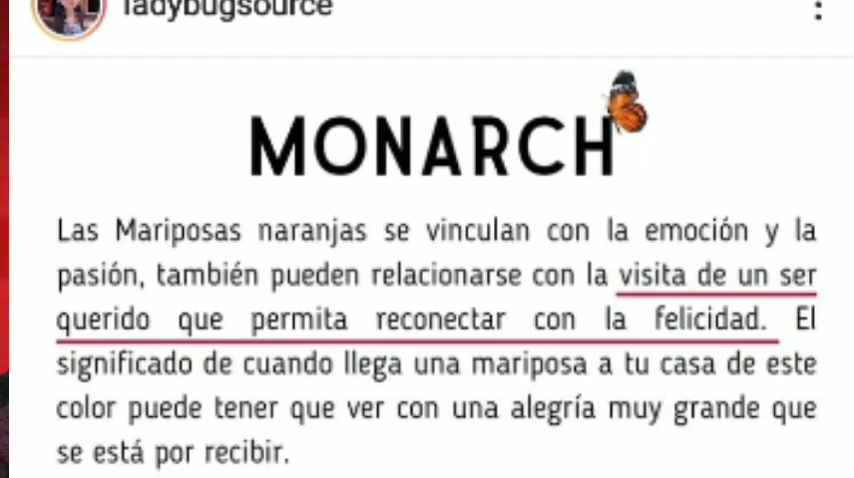 ladybugsource
MONARCH
Las Mariposas naranjas se vinculan con la emoción y la
pasión, también pueden relacionarse con la visita de un ser
querido que permita reconectar con la felicidad. El
significado de cuando llega una mariposa a tu casa de este
color puede tener que ver con una alegría muy grande que
se está por recibir.